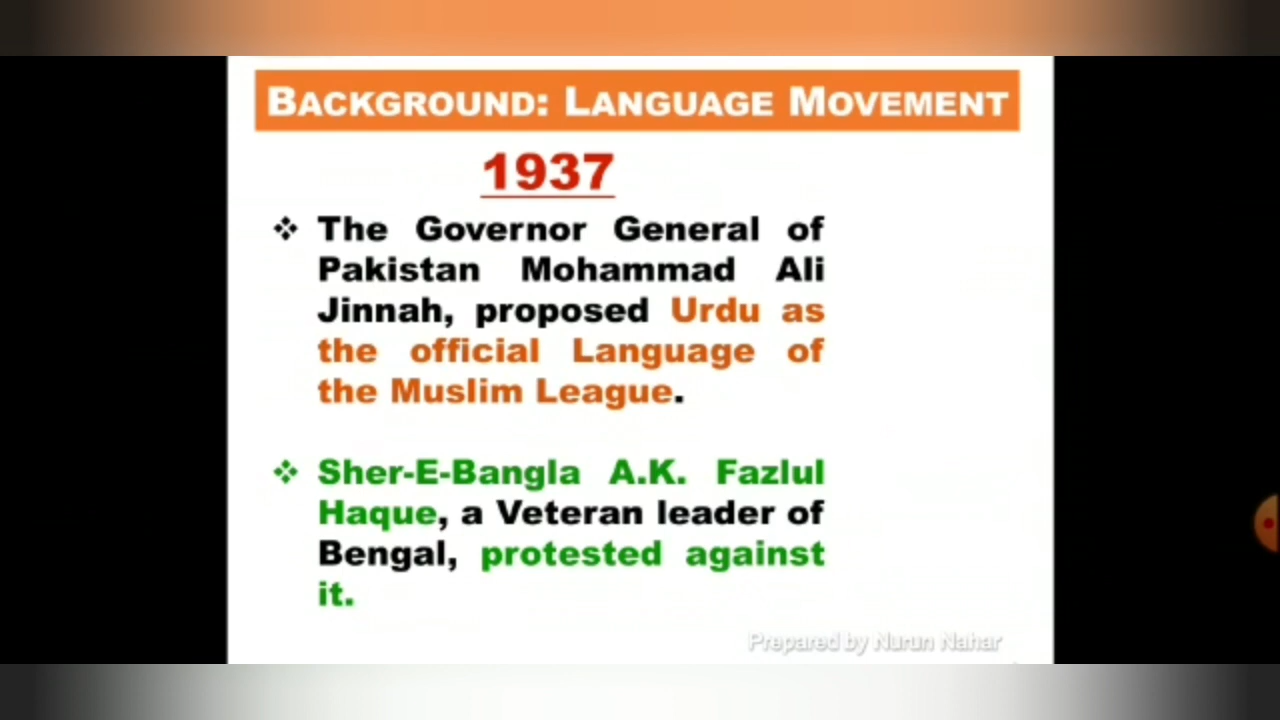 BACKGROUND: LANGUAGE MOVEMENT
1937
The Governor General of
Pakistan Mohammad Ali
Jinnah, proposed Urdu as
the official Language of
the Muslim League.
Sher-E-Bangla A.K. Fazlul
Haque, a Veteran leader of
Bengal, protested against
it.
Prepared by Nurun Nahar